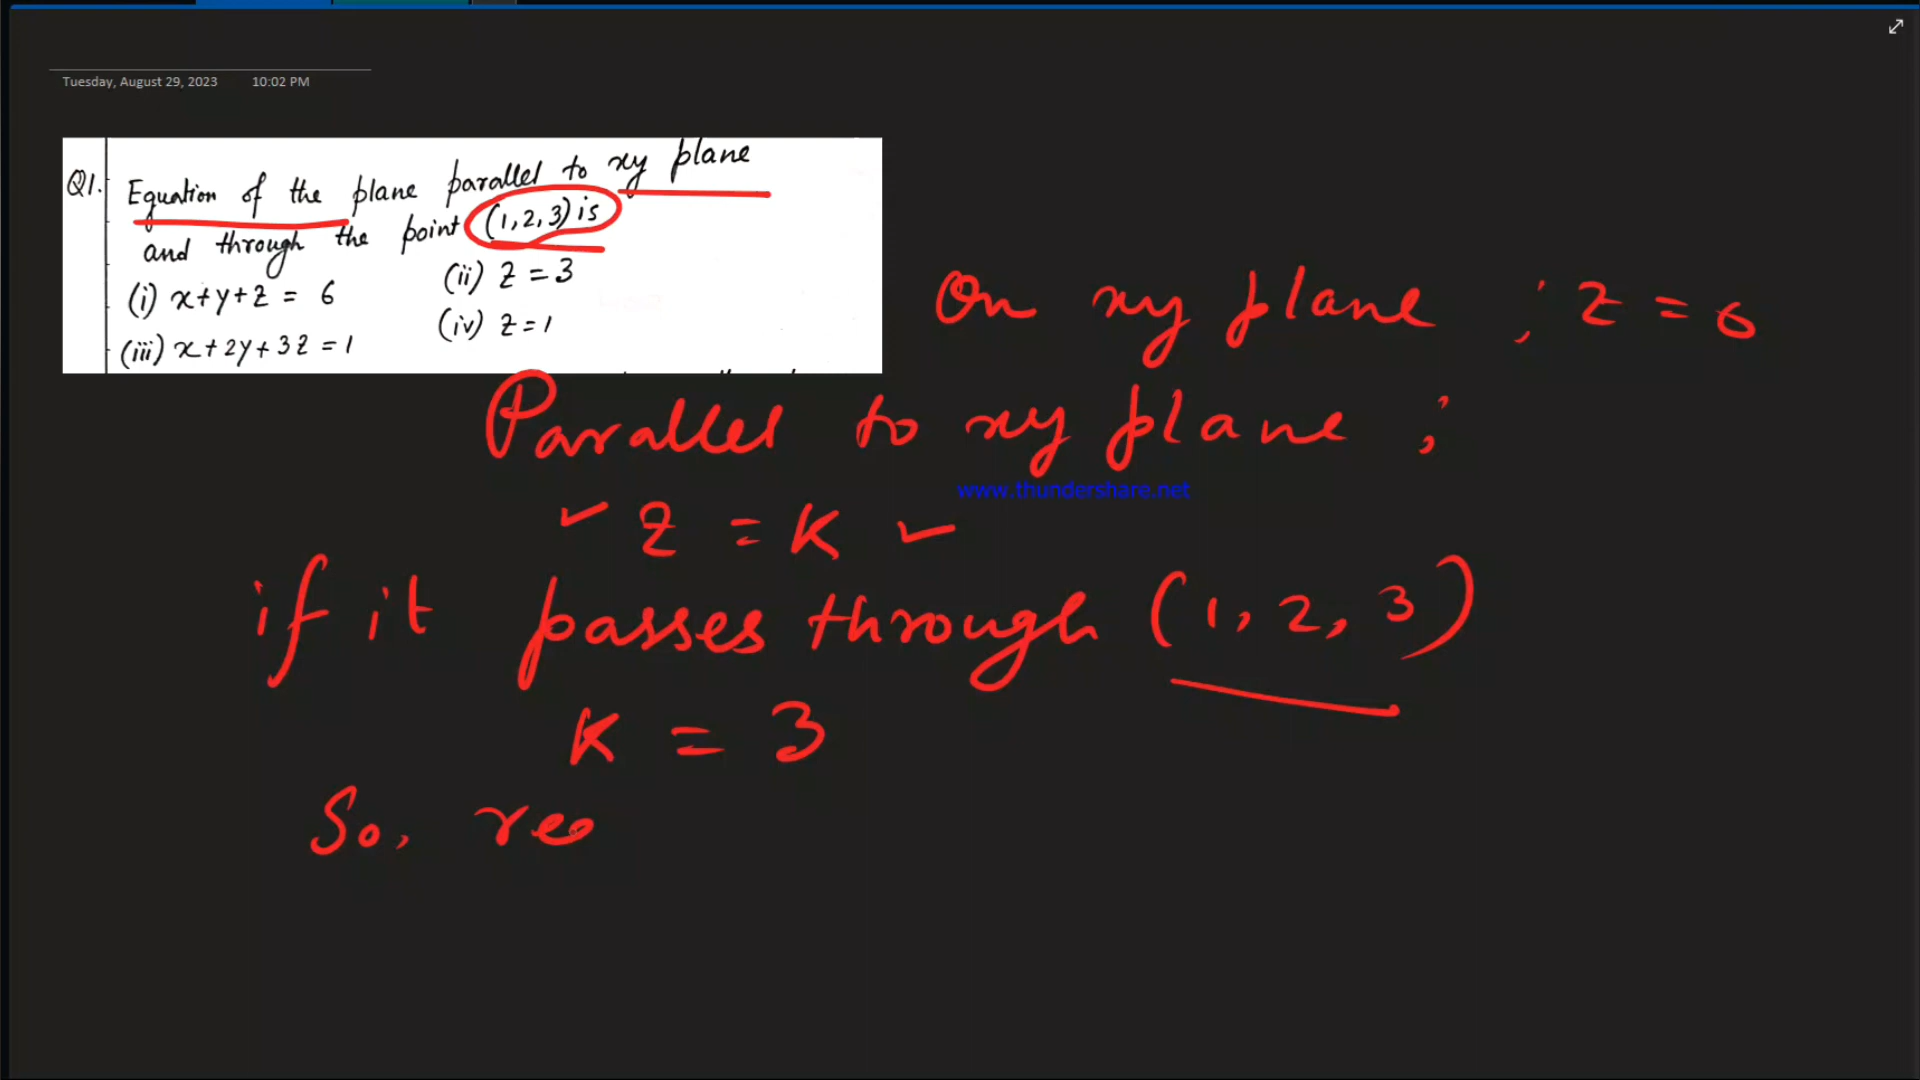 Tuesday, August 29, 2023 10:02 PM
Q1. Equation of the plane parallel to xy plane
and through the point (1,2,3) is
(i) x+y+z = 6 (ii) z = 3
(iii) x+2y+3z = 1 (iv) z=1
On xy plane ; z = 0
Parallel to xy plane ;
www.thundershare.net
✓ z = K ✓
if it passes through (1, 2, 3)
K = 3
So, re